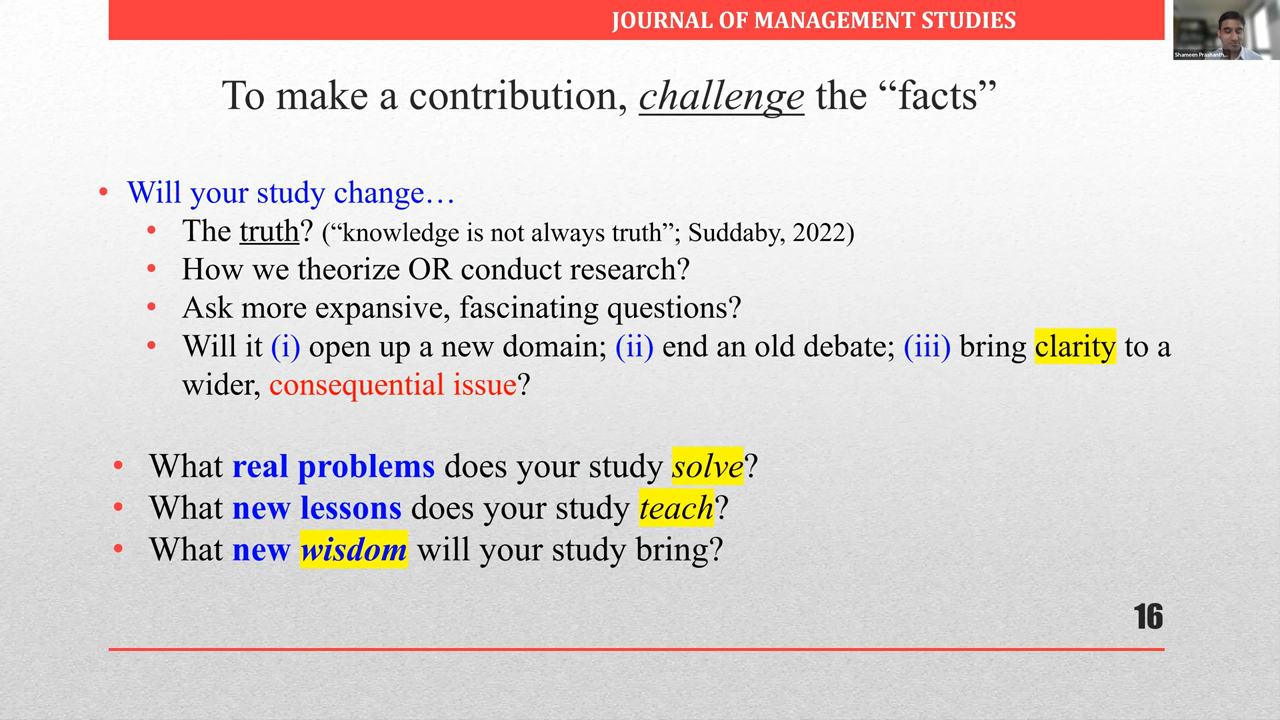 JOURNAL OF MANAGEMENT STUDIES
To make a contribution, challenge the “facts”
• Will your study change…
• The truth? (“knowledge is not always truth”; Suddaby, 2022)
• How we theorize OR conduct research?
• Ask more expansive, fascinating questions?
• Will it (i) open up a new domain; (ii) end an old debate; (iii) bring clarity to a
wider, consequential issue?
• What real problems does your study solve?
• What new lessons does your study teach?
• What new wisdom will your study bring?
16
Shameen Prashanth...